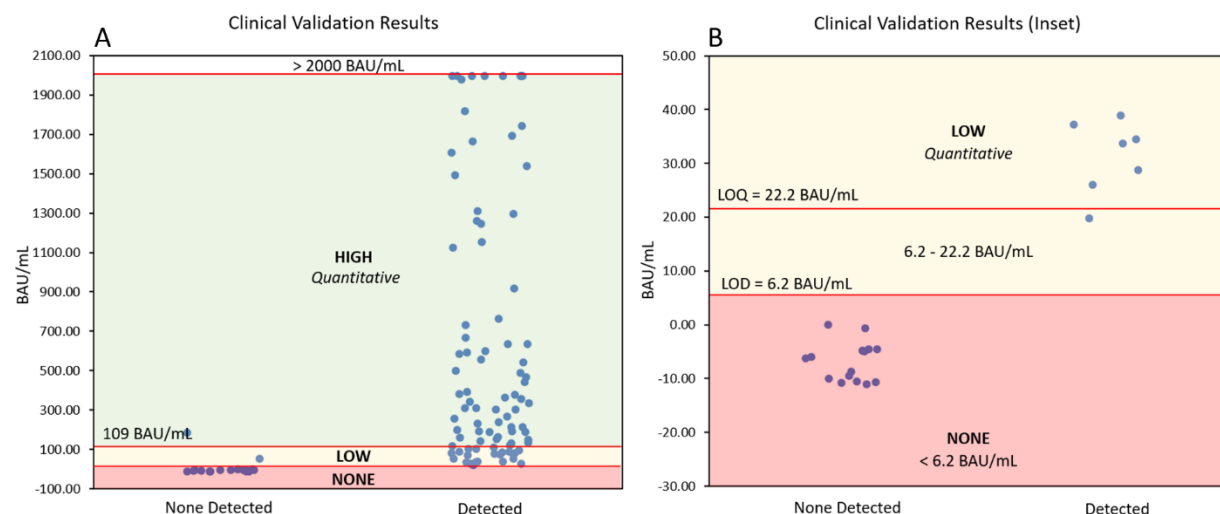 Clinical Validation Results
A
2100.00
1900.00
1700.00
1500.00
1300.00
1100.00
900.00
700.00
500.00
300.00
100.00
-100.00
BAU/mL
> 2000 BAU/mL
HIGH
Quantitative
109 BAU/mL
LOW
NONE
None Detected
Detected
Clinical Validation Results (Inset)
B
50.00
40.00
30.00
20.00
10.00
0.00
-10.00
-20.00
-30.00
BAU/mL
LOW
Quantitative
LOQ = 22.2 BAU/mL
6.2 - 22.2 BAU/mL
LOD = 6.2 BAU/mL
NONE
< 6.2 BAU/mL
None Detected
Detected